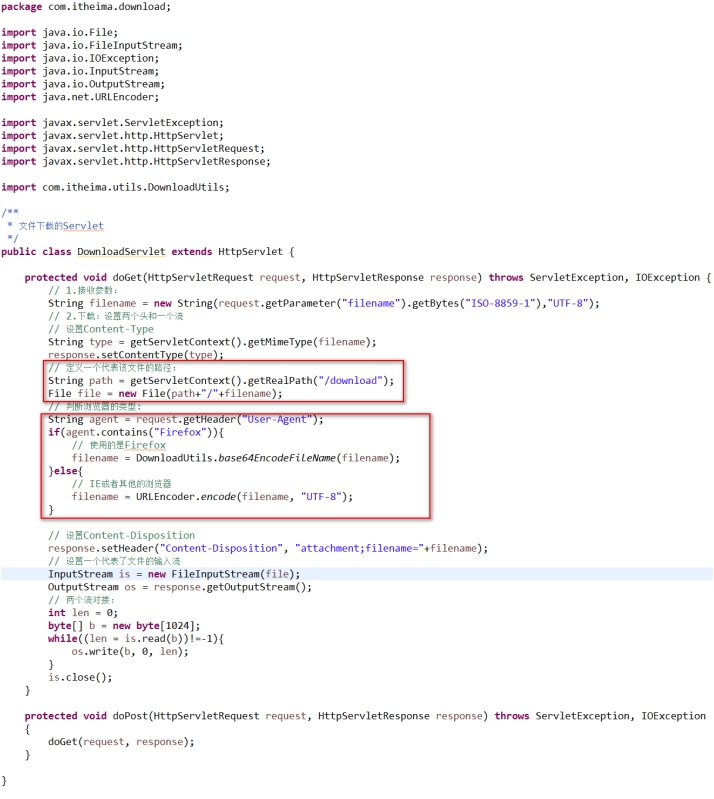 package com.itheima.download;
import java.io.File;
import java.io.FileInputStream;
import java.io.IOException;
import java.io.InputStream;
import java.io.OutputStream;
import java.net.URLEncoder;
import javax.servlet.ServletException;
import javax.servlet.http.HttpServlet;
import javax.servlet.http.HttpServletRequest;
import javax.servlet.http.HttpServletResponse;
import com.itheima.utils.DownloadUtils;
/**
 * 文件下载的Servlet
 */
public class DownloadServlet extends HttpServlet {
    protected void doGet(HttpServletRequest request, HttpServletResponse response) throws ServletException, IOException {
        // 1.接收参数:
        String filename = new String(request.getParameter("filename").getBytes("ISO-8859-1"),"UTF-8");
        // 2.下载：设置两个头和一个流
        // 设置Content-Type
        String type = getServletContext().getMimeType(filename);
        response.setContentType(type);
        // 定义一个代表该文件的路径:
        String path = getServletContext().getRealPath("/download");
        File file = new File(path+"/"+filename);
        // 判断浏览器的类型:
        String agent = request.getHeader("User-Agent");
        if(agent.contains("Firefox")){
            // 使用的是Firefox
            filename = DownloadUtils.base64EncodeFileName(filename);
        }else{
            // IE或者其他的浏览器
            filename = URLEncoder.encode(filename, "UTF-8");
        }
        // 设置Content-Disposition
        response.setHeader("Content-Disposition", "attachment;filename="+filename);
        // 设置一个代表了文件的输入流
        InputStream is = new FileInputStream(file);
        OutputStream os = response.getOutputStream();
        // 两个流对接:
        int len = 0;
        byte[] b = new byte[1024];
        while((len = is.read(b))!=-1){
            os.write(b, 0, len);
        }
        is.close();
    }
    protected void doPost(HttpServletRequest request, HttpServletResponse response) throws ServletException, IOException
    {
        doGet(request, response);
    }
}